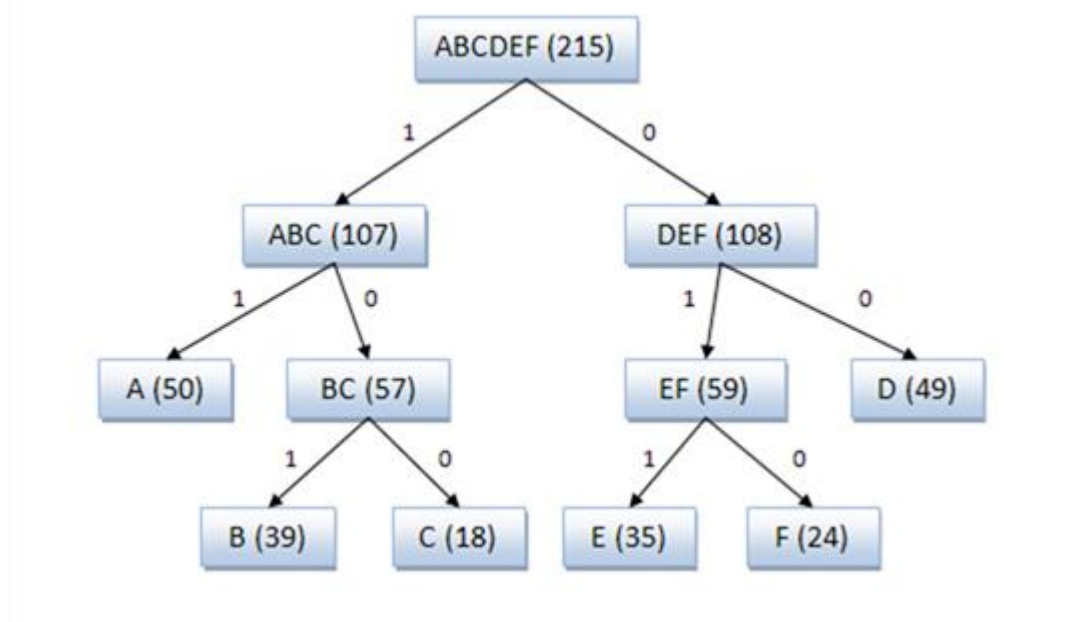 ABCDEF (215)
1 0
ABC (107) DEF (108)
1 0 1 0
A (50) BC (57) EF (59) D (49)
1 0 1 0
B (39) C (18) E (35) F (24)